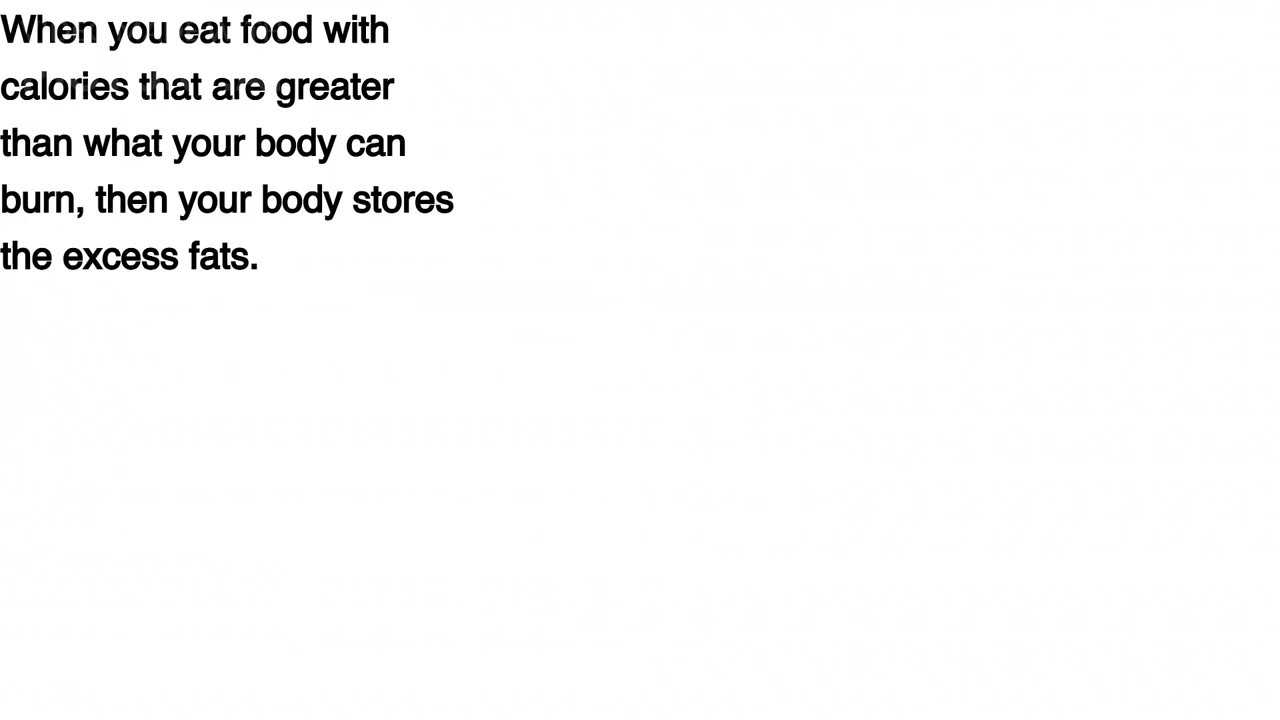 When you eat food with
calories that are greater
than what your body can
burn, then your body stores
the excess fats.